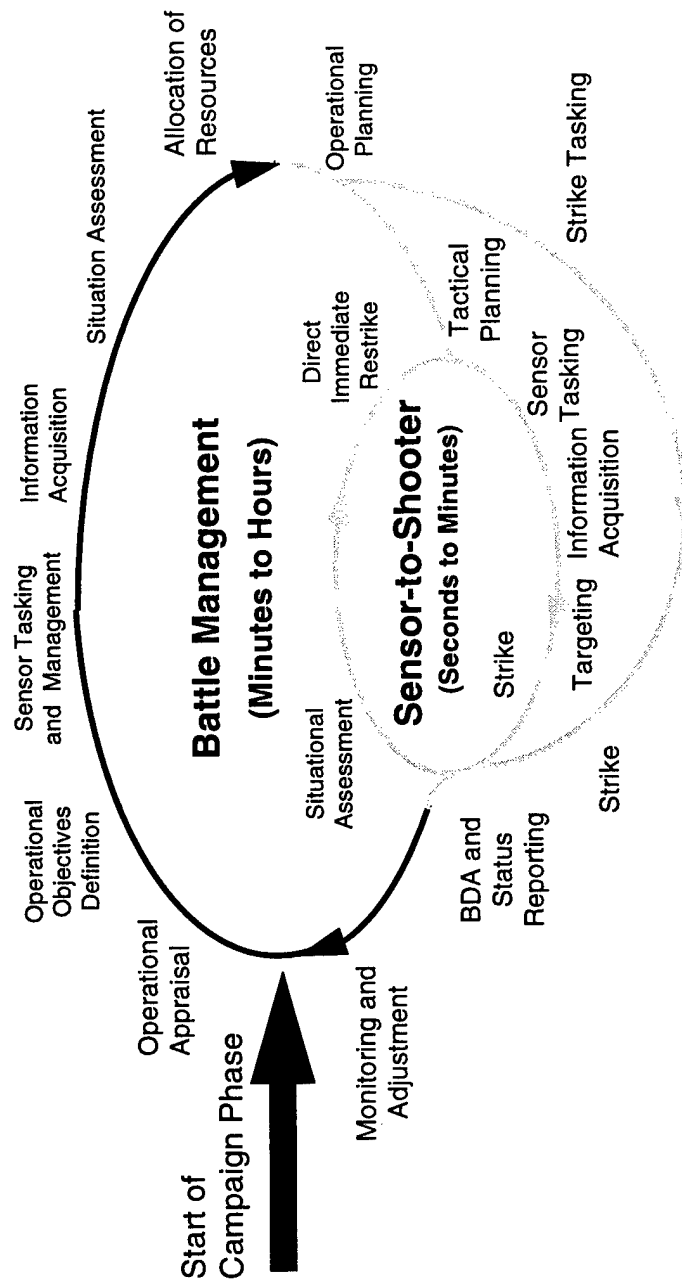 Start of
Campaign Phase
Operational
Appraisal
Operational
Objectives
Definition
Sensor Tasking
and Management
Information
Acquisition
Situation Assessment
Allocation of
Resources
Operational
Planning
Battle Management
(Minutes to Hours)
Direct
Immediate
Restrike
Tactical
Planning
Situational
Assessment
Sensor-to-Shooter
(Seconds to Minutes)
Strike
Sensor
Tasking
Information
Acquisition
Targeting
Strike Tasking
Strike
BDA and
Status
Reporting
Monitoring and
Adjustment